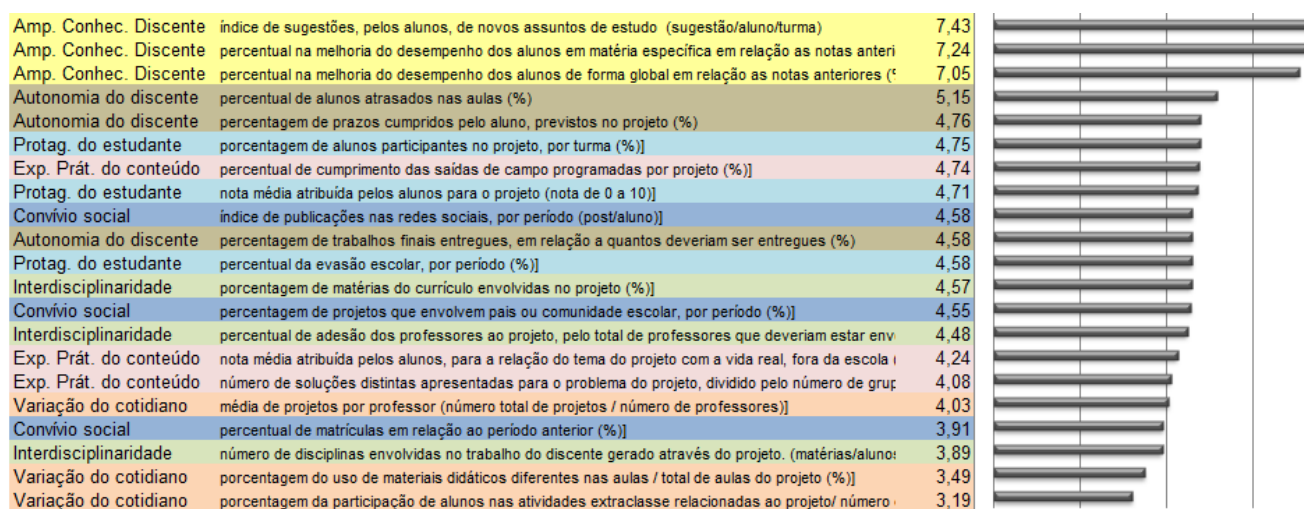 Amp. Conhec. Discente índice de sugestões, pelos alunos, de novos assuntos de estudo (sugestão/aluno/turma) 7,43
Amp. Conhec. Discente percentual na melhoria do desempenho dos alunos em matéria específica em relação as notas anteri 7,24
Amp. Conhec. Discente percentual na melhoria do desempenho dos alunos de forma global em relação as notas anteriores (% 7,05
Autonomia do discente percentual de alunos atrasados nas aulas (%) 5,15
Autonomia do discente percentagem de prazos cumpridos pelo aluno, previstos no projeto (%) 4,76
Protag. do estudante porcentagem de alunos participantes no projeto, por turma (%)] 4,75
Exp. Prát. do conteúdo percentual de cumprimento das saídas de campo programadas por projeto (%)] 4,74
Protag. do estudante nota média atribuída pelos alunos para o projeto (nota de 0 a 10)] 4,71
Convívio social índice de publicações nas redes sociais, por período (post/aluno)] 4,58
Autonomia do discente percentagem de trabalhos finais entregues, em relação a quantos deveriam ser entregues (%) 4,58
Protag. do estudante percentual da evasão escolar, por período (%)] 4,58
Interdisciplinaridade porcentagem de matérias do currículo envolvidas no projeto (%)] 4,57
Convívio social percentagem de projetos que envolvem pais ou comunidade escolar, por período (%)] 4,55
Interdisciplinaridade percentual de adesão dos professores ao projeto, pelo total de professores que deveriam estar env 4,48
Exp. Prát. do conteúdo nota média atribuída pelos alunos, para a relação do tema do projeto com a vida real, fora da escola ( 4,24
Exp. Prát. do conteúdo número de soluções distintas apresentadas para o problema do projeto, dividido pelo número de grup 4,08
Variação do cotidiano média de projetos por professor (número total de projetos / número de professores)] 4,03
Convívio social percentual de matrículas em relação ao período anterior (%)] 3,91
Interdisciplinaridade número de disciplinas envolvidas no trabalho do discente gerado através do projeto. (matérias/alunos 3,89
Variação do cotidiano porcentagem do uso de materiais didáticos diferentes nas aulas / total de aulas do projeto (%)] 3,49
Variação do cotidiano porcentagem da participação de alunos nas atividades extraclasse relacionadas ao projeto/ número 3,19